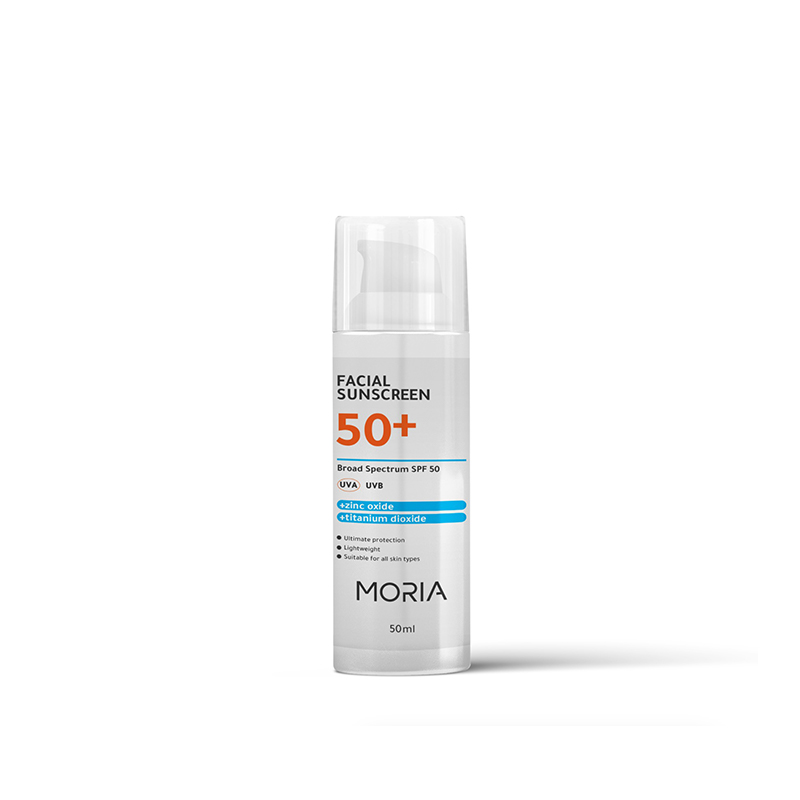 FACIAL
SUNSCREEN
50+
Broad Spectrum SPF 50
UVA UVB
+zinc oxide
+titanium dioxide
Ultimate protection
Lightweight
Suitable for all skin types
MORIA
50ml